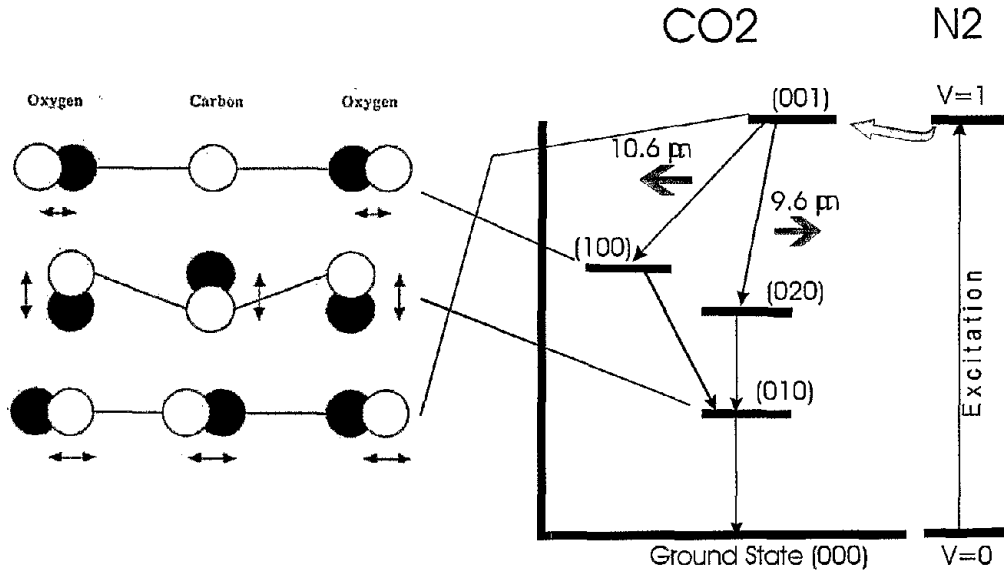 CO2 N2
Oxygen Carbon Oxygen
(001) V=1
10.6 µm
9.6 µm
(100)
(020)
(010)
Excitation
Ground State (000) V=0